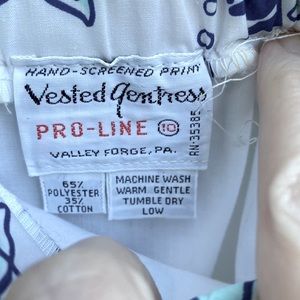 HAND-SCREENED PRINT
Vested Gentress
PRO-LINE 10
VALLEY FORGE, PA.
RN-35385
65%
POLYESTER
35%
COTTON
MACHINE WASH
WARM GENTLE
TUMBLE DRY
LOW